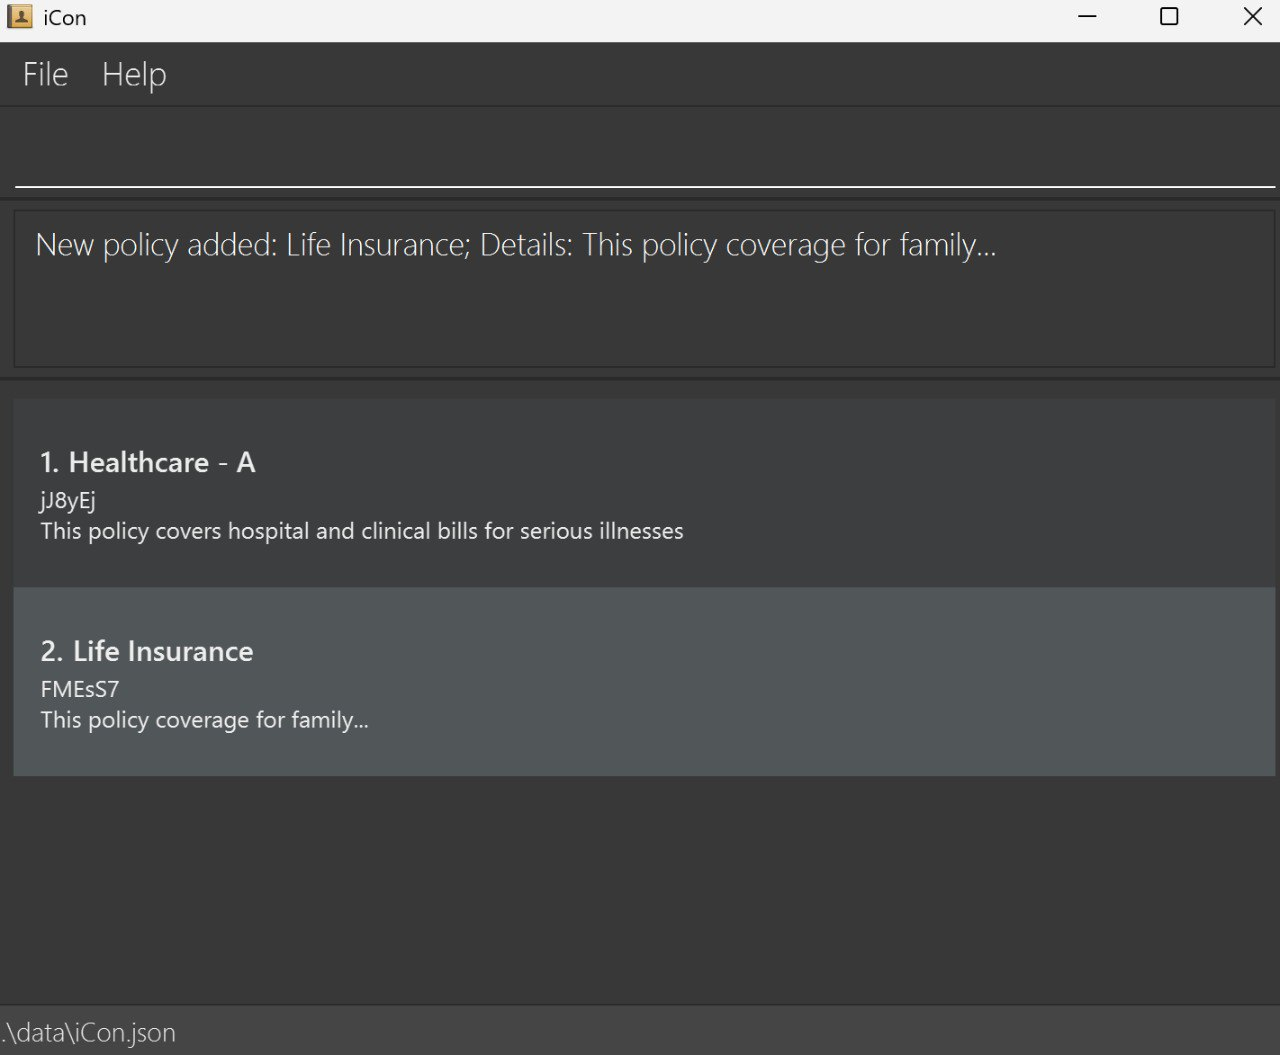 iCon
File Help
New policy added: Life Insurance; Details: This policy coverage for family...
1. Healthcare - A
jJ8yEj
This policy covers hospital and clinical bills for serious illnesses
2. Life Insurance
FMEsS7
This policy coverage for family...
.\data\iCon.json